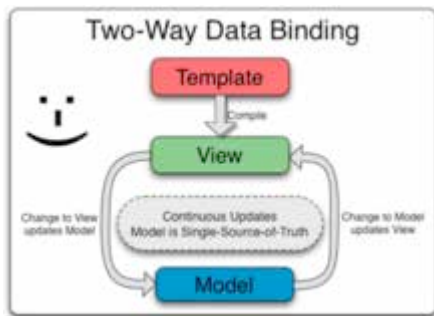 Two-Way Data Binding
Template
Compile
View
Change to View
updates Model
Continuous Updates
Model is Single-Source-of-Truth
Change to Model
updates View
Model